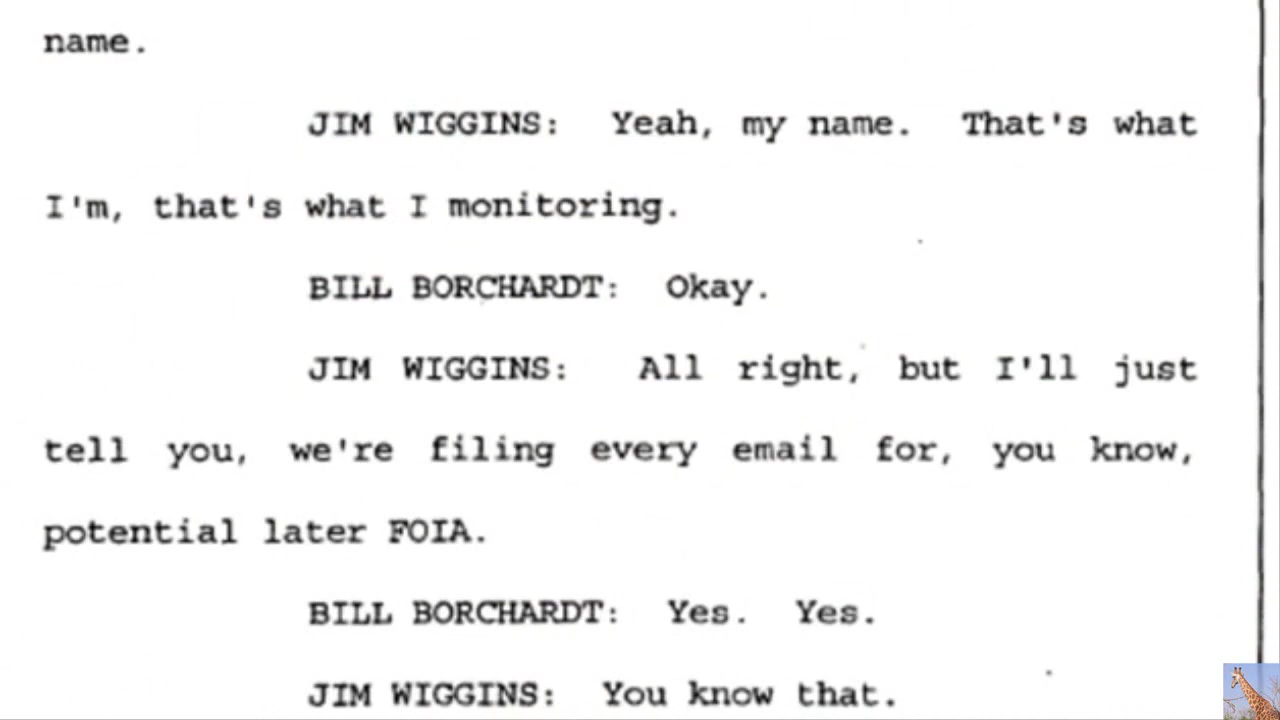 name.
JIM WIGGINS: Yeah, my name. That's what
I'm, that's what I monitoring.
BILL BORCHARDT: Okay.
JIM WIGGINS: All right, but I'll just
tell you, we're filing every email for, you know,
potential later FOIA.
BILL BORCHARDT: Yes. Yes.
JIM WIGGINS: You know that.